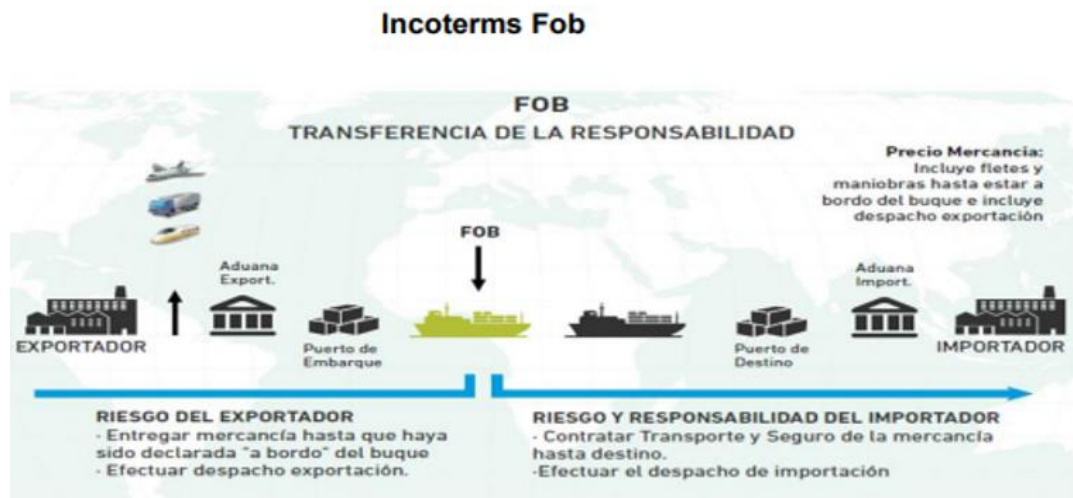 Incoterms Fob
FOB
TRANSFERENCIA DE LA RESPONSABILIDAD
Precio Mercancia:
Incluye fletes y
maniobras hasta estar a
bordo del buque e incluye
despacho exportación
FOB
Aduana
Export.
Aduana
Import.
EXPORTADOR
Puerto de
Embarque
Puerto de
Destino
IMPORTADOR
RIESGO DEL EXPORTADOR
- Entregar mercancía hasta que haya
sido declarada "a bordo" del buque
- Efectuar despacho exportación.
RIESGO Y RESPONSABILIDAD DEL IMPORTADOR
- Contratar Transporte y Seguro de la mercancía
hasta destino.
-Efectuar el despacho de importación